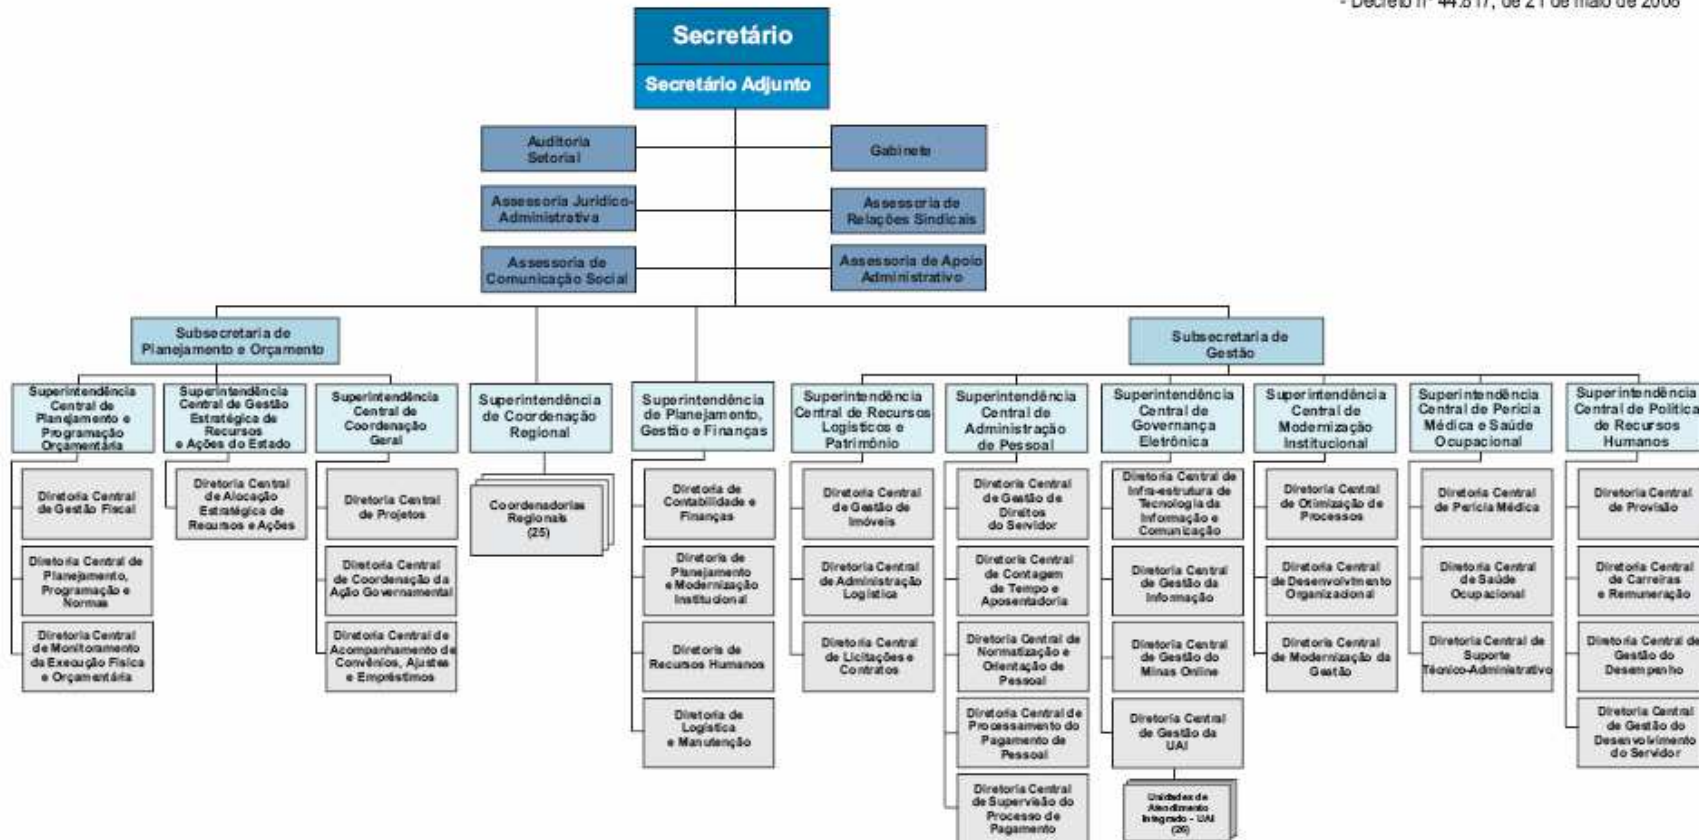 - Decreto nº 44.817, de 21 de maio de 2008
Secretário
Secretário Adjunto
Auditoria
Setorial
Gabinete
Assessoria Jurídico-
Administrativa
Assessoria de
Relações Sindicais
Assessoria de
Comunicação Social
Assessoria de Apoio
Administrativo
Subsecretaria de
Planejamento e Orçamento
Subsecretaria de
Gestão
Superintendência
Central de
Planejamento e
Programação
Orçamentária
Superintendência
Central de Gestão
Estratégica de
Recursos
e Ações do Estado
Superintendência
Central de
Coordenação
Geral
Superintendência
de Coordenação
Regional
Superintendência
de Planejamento,
Gestão e Finanças
Superintendência
Central de Recursos
Logísticos e
Patrimônio
Superintendência
Central de
Administração
de Pessoal
Superintendência
Central de
Governança
Eletrônica
Superintendência
Central de
Modernização
Institucional
Superintendência
Central de Perícia
Médica e Saúde
Ocupacional
Superintendência
Central de Política
de Recursos
Humanos
Diretoria Central
de Gestão Fiscal
Diretoria Central de
Planejamento,
Programação e
Normas
Diretoria Central
de Monitoramento
da Execução Física
e Orçamentária
Diretoria Central
de Alocação
Estratégica de
Recursos e Ações
Diretoria Central
de Projetos
Diretoria Central
de Coordenação da
Ação Governamental
Diretoria Central de
Acompanhamento de
Convênios, Ajustes
e Empréstimos
Coordenadorias
Regionais
(25)
Diretoria de
Contabilidade e
Finanças
Diretoria de
Planejamento
e Modernização
Institucional
Diretoria de
Recursos Humanos
Diretoria de
Logística
e Manutenção
Diretoria Central
de Gestão de
Imóveis
Diretoria Central
de Administração
Logística
Diretoria Central
de Licitações e
Contratos
Diretoria Central
de Gestão de
Direitos
do Servidor
Diretoria Central
de Contagem
de Tempo e
Aposentadoria
Diretoria Central de
Normatização e
Orientação de
Pessoal
Diretoria Central de
Processamento do
Pagamento de
Pessoal
Diretoria Central
de Supervisão do
Processo de
Pagamento
Diretoria Central de
Infra-estrutura de
Tecnologia da
Informação e
Comunicação
Diretoria Central
de Gestão da
Informação
Diretoria Central
de Gestão do
Minas Online
Diretoria Central
de Gestão da
UAI
Unidades de
Atendimento
Integrado - UAI
(26)
Diretoria Central
de Otimização de
Processos
Diretoria Central
de Desenvolvimento
Organizacional
Diretoria Central
de Modernização da
Gestão
Diretoria Central
de Perícia Médica
Diretoria Central
de Saúde
Ocupacional
Diretoria Central de
Suporte
Técnico-Administrativo
Diretoria Central
de Provisão
Diretoria Central
de Carreiras
e Remuneração
Diretoria Central de
Gestão do
Desempenho
Diretoria Central
de Gestão do
Desenvolvimento
do Servidor